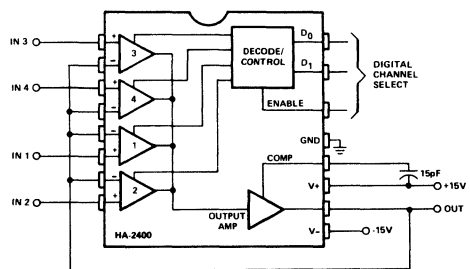 IN 3
+
−
3
IN 4
+
−
4
−
+
1
IN 1
−
+
2
IN 2
DECODE/
CONTROL
D0
D1
ENABLE
DIGITAL
CHANNEL
SELECT
GND
COMP
15pF
V+
+15V
OUTPUT
AMP
OUT
V−
-15V
HA-2400